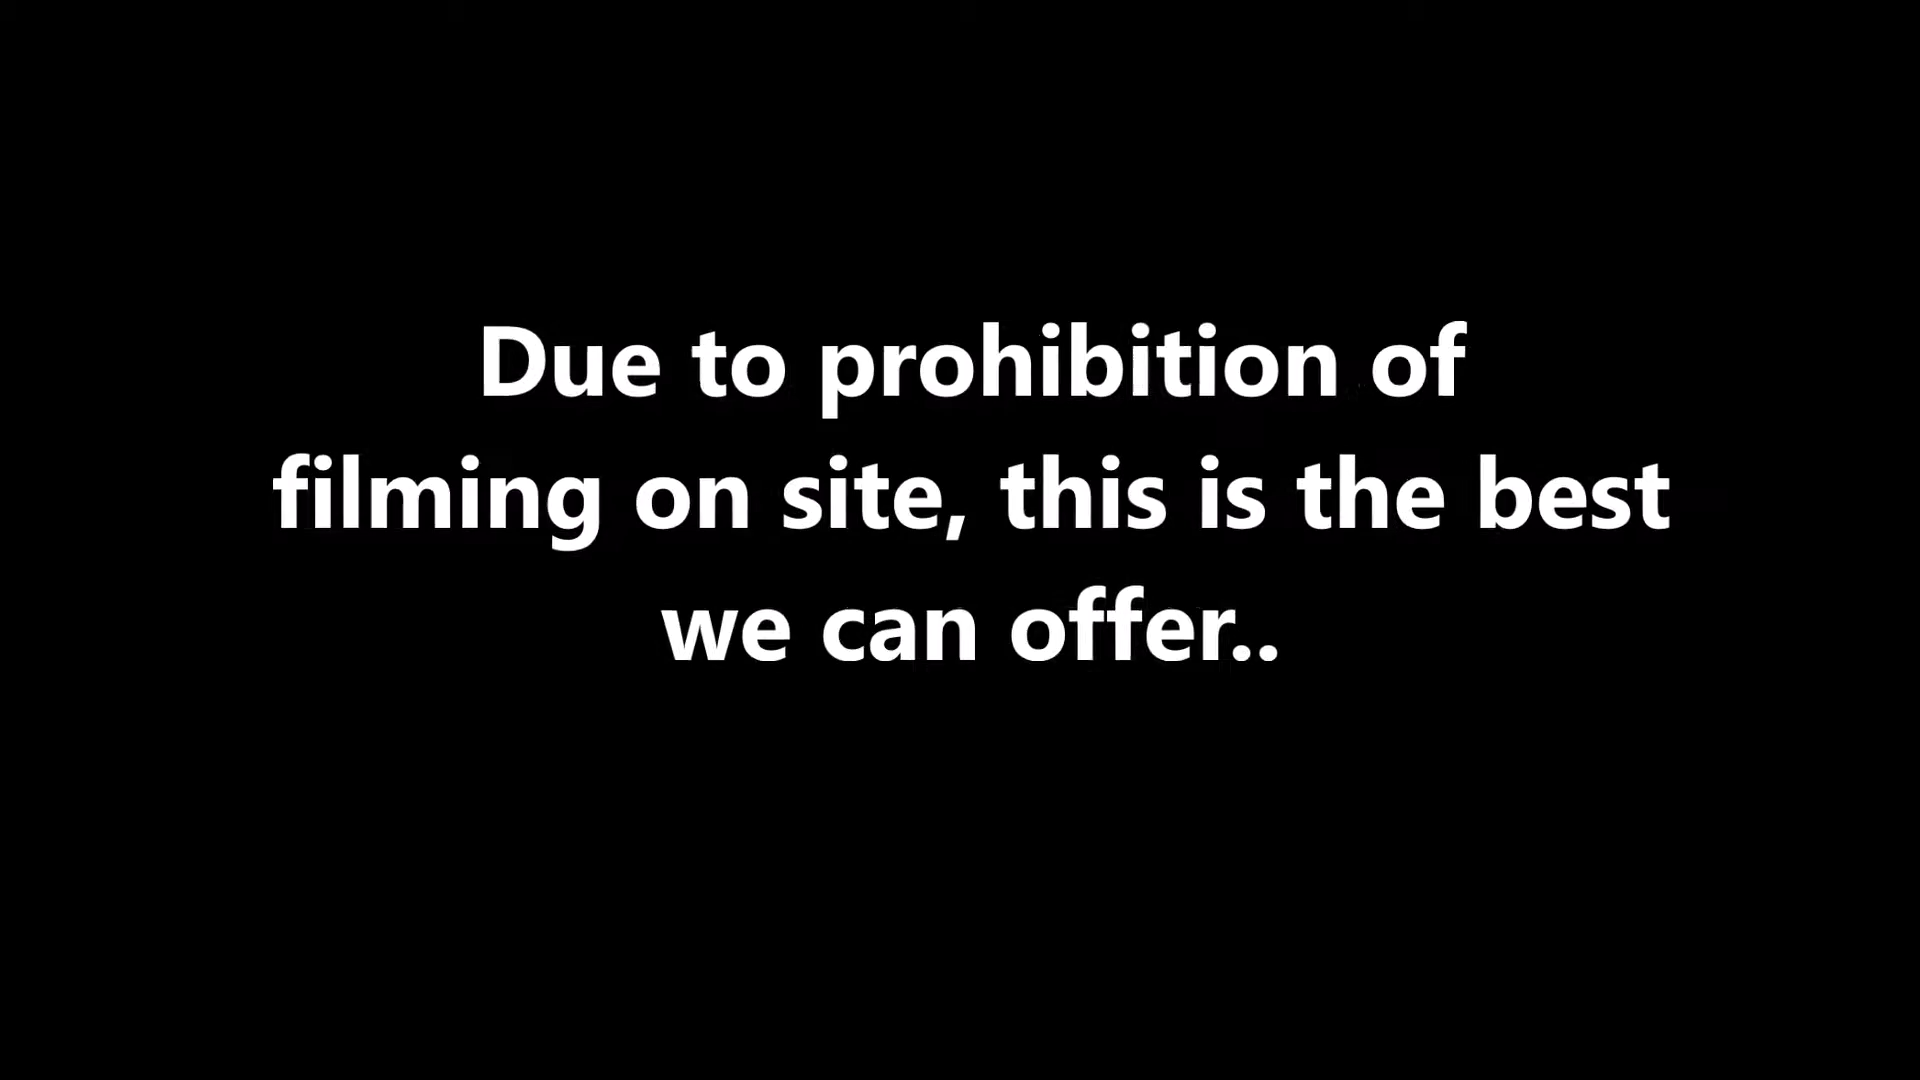 Due to prohibition of
filming on site, this is the best
we can offer..